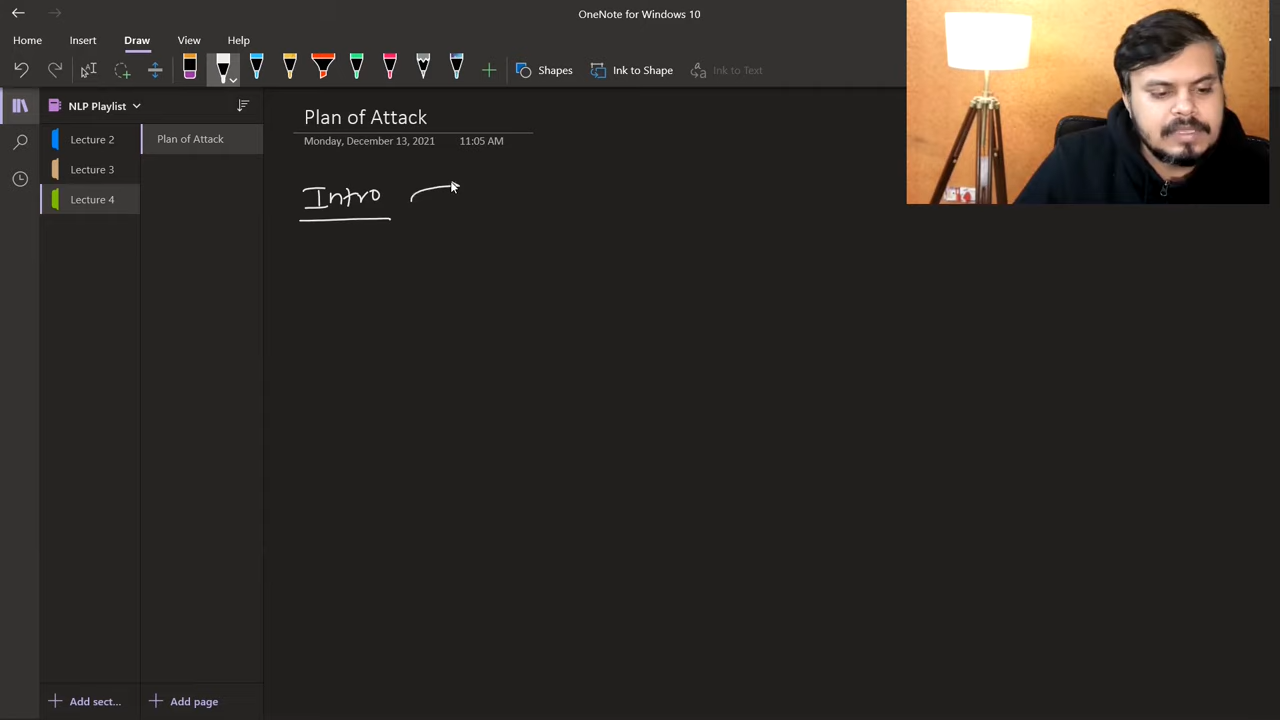 OneNote for Windows 10
Home Insert Draw View Help
Shapes Ink to Shape Ink to Text
NLP Playlist
Lecture 2
Lecture 3
Lecture 4
Plan of Attack
Plan of Attack
Monday, December 13, 2021 11:05 AM
Intro
Add sect... Add page